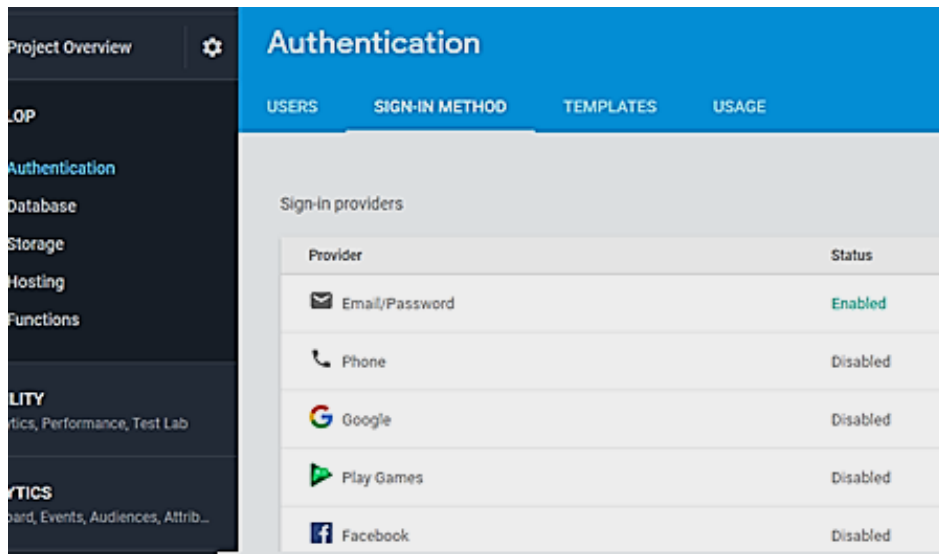 Project Overview
Authentication
USERS SIGN-IN METHOD TEMPLATES USAGE
LOP
Authentication
Database
Storage
Hosting
Functions
LITY
tics, Performance, Test Lab
YTICS
oard, Events, Audiences, Attrib...
Sign-in providers
Provider Status
Email/Password Enabled
Phone Disabled
Google Disabled
Play Games Disabled
Facebook Disabled